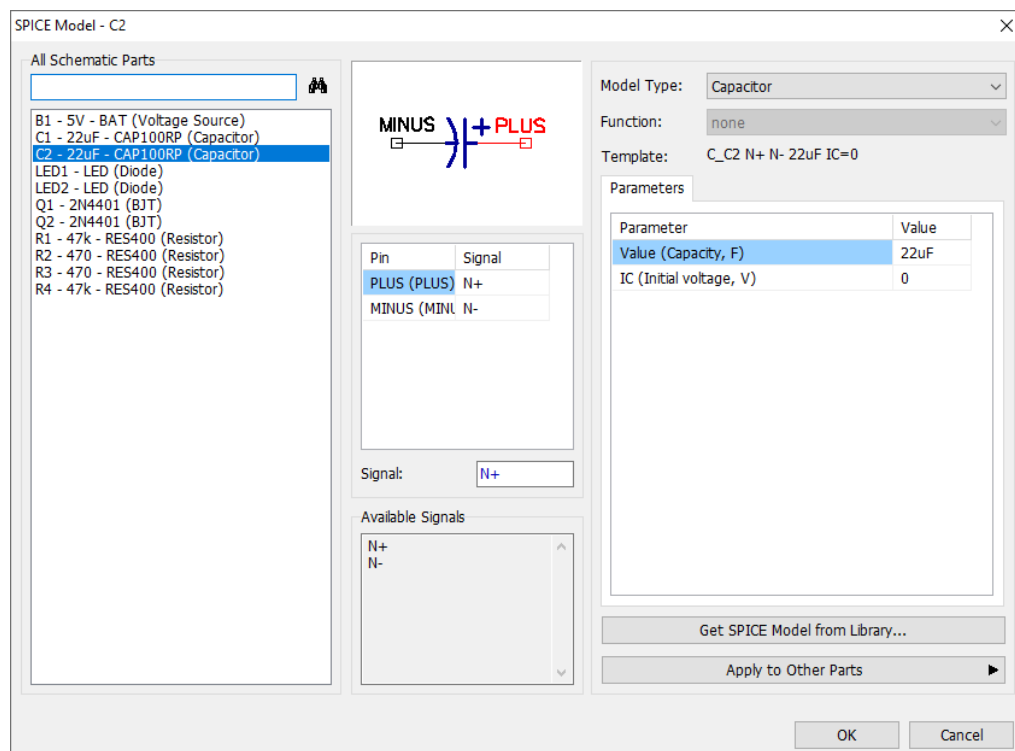 SPICE Model - C2
All Schematic Parts
B1 - 5V - BAT (Voltage Source)
C1 - 22uF - CAP100RP (Capacitor)
C2 - 22uF - CAP100RP (Capacitor)
LED1 - LED (Diode)
LED2 - LED (Diode)
Q1 - 2N4401 (BJT)
Q2 - 2N4401 (BJT)
R1 - 47k - RES400 (Resistor)
R2 - 470 - RES400 (Resistor)
R3 - 470 - RES400 (Resistor)
R4 - 47k - RES400 (Resistor)
MINUS + PLUS
Pin Signal
PLUS (PLUS) N+
MINUS (MINU N-
Signal: N+
Available Signals
N+
N-
Model Type: Capacitor
Function: none
Template: C_C2 N+ N- 22uF IC=0
Parameters
Parameter Value
Value (Capacity, F) 22uF
IC (Initial voltage, V) 0
Get SPICE Model from Library...
Apply to Other Parts
OK Cancel